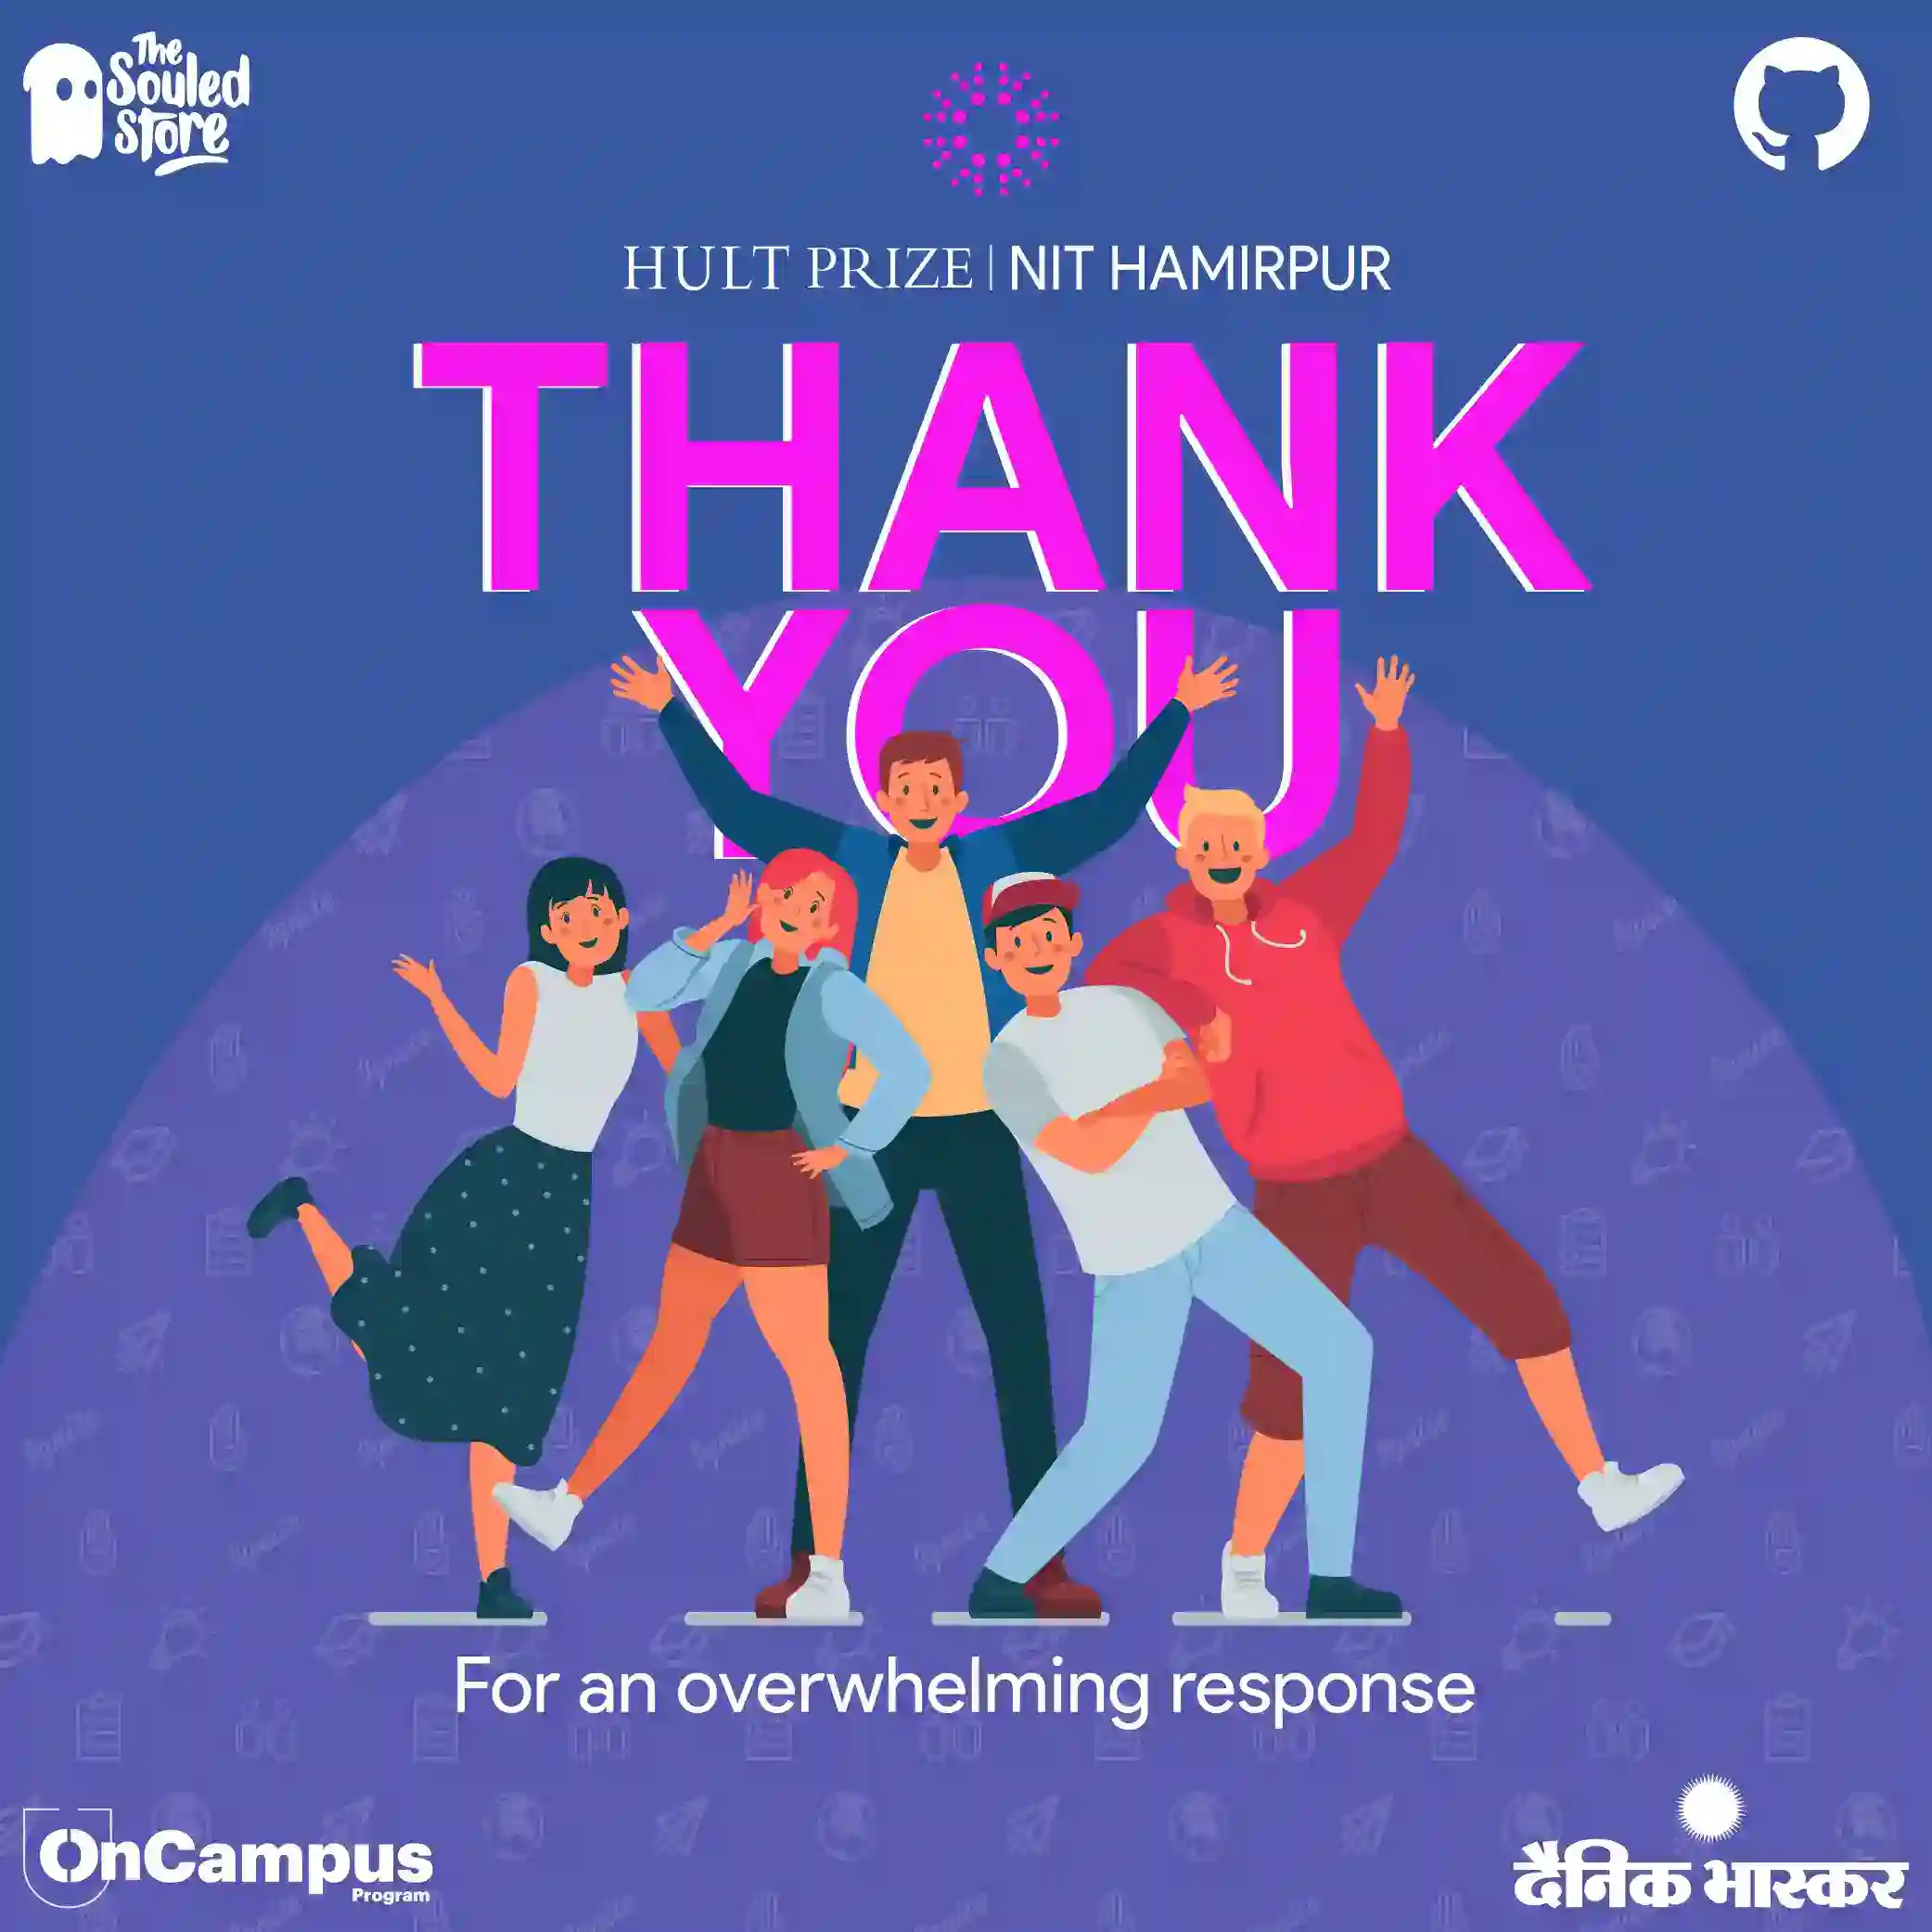 The
Souled
Store
HULT PRIZE | NIT HAMIRPUR
THANK
YOU
For an overwhelming response
OnCampus
Program
दैनिक भास्कर